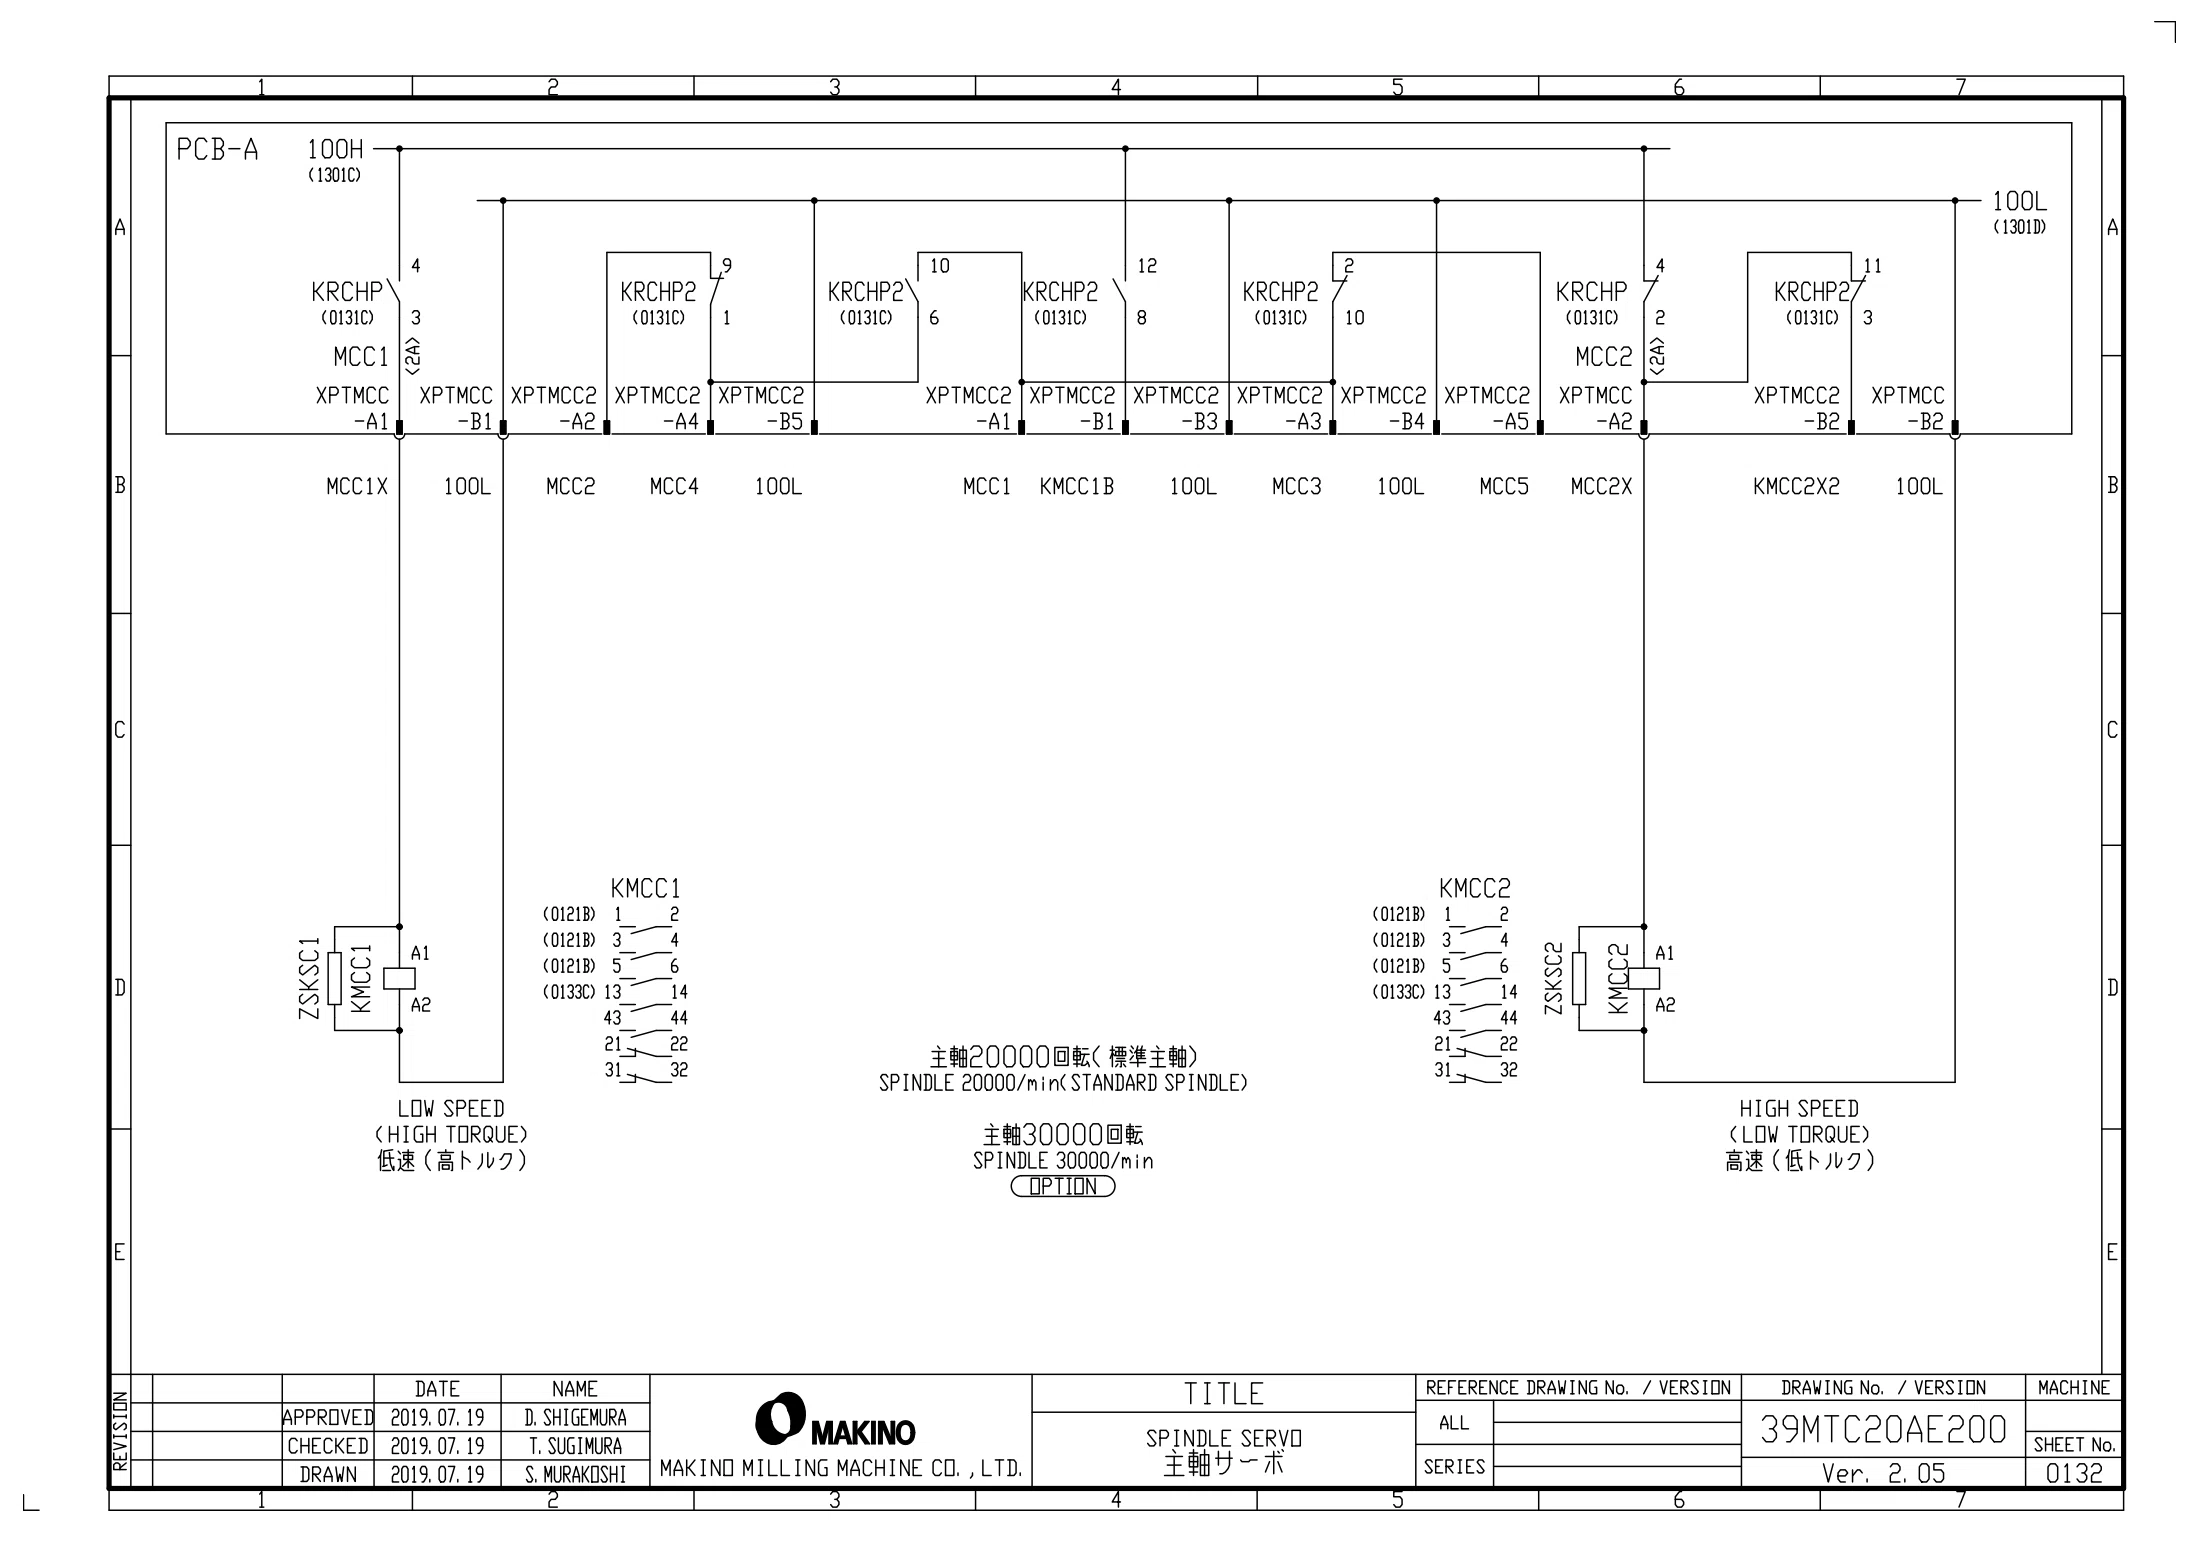 1 2 3 4 5 6 7
PCB-A 100H
(1301C)
100L
(1301D)
A A
4 9 10 12 2 4 11
KRCHP KRCHP2 KRCHP2 KRCHP2 KRCHP2 KRCHP KRCHP2
(0131C) 3 (0131C) 1 (0131C) 6 (0131C) 8 (0131C) 10 (0131C) 2 (0131C) 3
MCC1 <2A> MCC2 <2A>
XPTMCC XPTMCC XPTMCC2 XPTMCC2 XPTMCC2 XPTMCC2 XPTMCC2 XPTMCC2 XPTMCC2 XPTMCC2 XPTMCC2 XPTMCC XPTMCC2 XPTMCC
-A1 -B1 -A2 -A4 -B5 -A1 -B1 -B3 -A3 -B4 -A5 -A2 -B2 -B2
B MCC1X 100L MCC2 MCC4 100L MCC1 KMCC1B 100L MCC3 100L MCC5 MCC2X KMCC2X2 100L B
C C
ZSKSC1 KMCC1 A1 A2
KMCC1
(0121B) 1 2
(0121B) 3 4
(0121B) 5 6
(0133C) 13 14
43 44
21 22
31 32
KMCC2
(0121B) 1 2
(0121B) 3 4
(0121B) 5 6
(0133C) 13 14
43 44
21 22
31 32
ZSKSC2 KMCC2 A1 A2
D D
LOW SPEED
(HIGH TORQUE)
低速(高トルク)
主軸20000回転(標準主軸)
SPINDLE 20000/min(STANDARD SPINDLE)
主軸30000回転
SPINDLE 30000/min
OPTION
HIGH SPEED
(LOW TORQUE)
高速(低トルク)
E E
REVISION
DATE NAME
APPROVED 2019.07.19 D. SHIGEMURA
CHECKED 2019.07.19 T. SUGIMURA
DRAWN 2019.07.19 S. MURAKOSHI
MAKINO
MAKINO MILLING MACHINE CO.,LTD.
TITLE
SPINDLE SERVO
主軸サーボ
REFERENCE DRAWING No. / VERSION
ALL
SERIES
DRAWING No. / VERSION
39MTC20AE200
Ver. 2.05
MACHINE
SHEET No.
0132
1 2 3 4 5 6 7